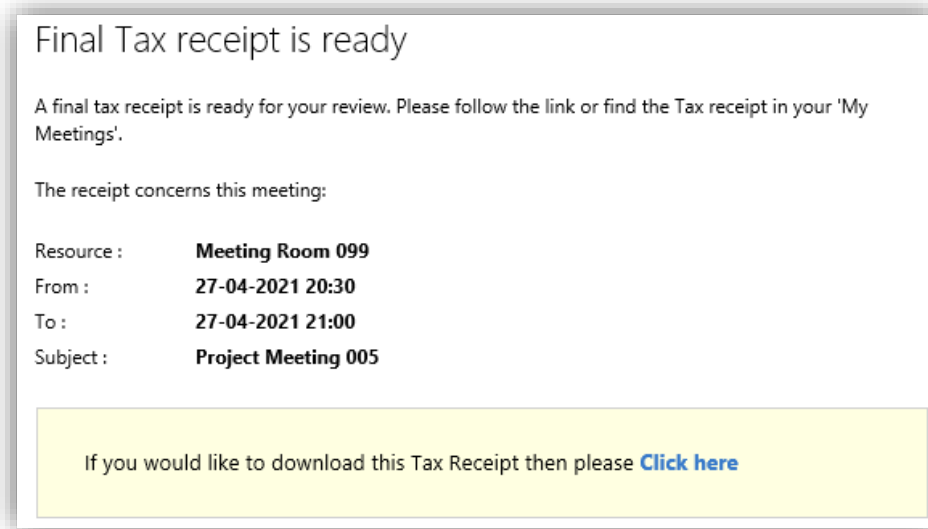 Final Tax receipt is ready
A final tax receipt is ready for your review. Please follow the link or find the Tax receipt in your 'My
Meetings'.
The receipt concerns this meeting:
Resource : Meeting Room 099
From : 27-04-2021 20:30
To : 27-04-2021 21:00
Subject : Project Meeting 005
If you would like to download this Tax Receipt then please Click here